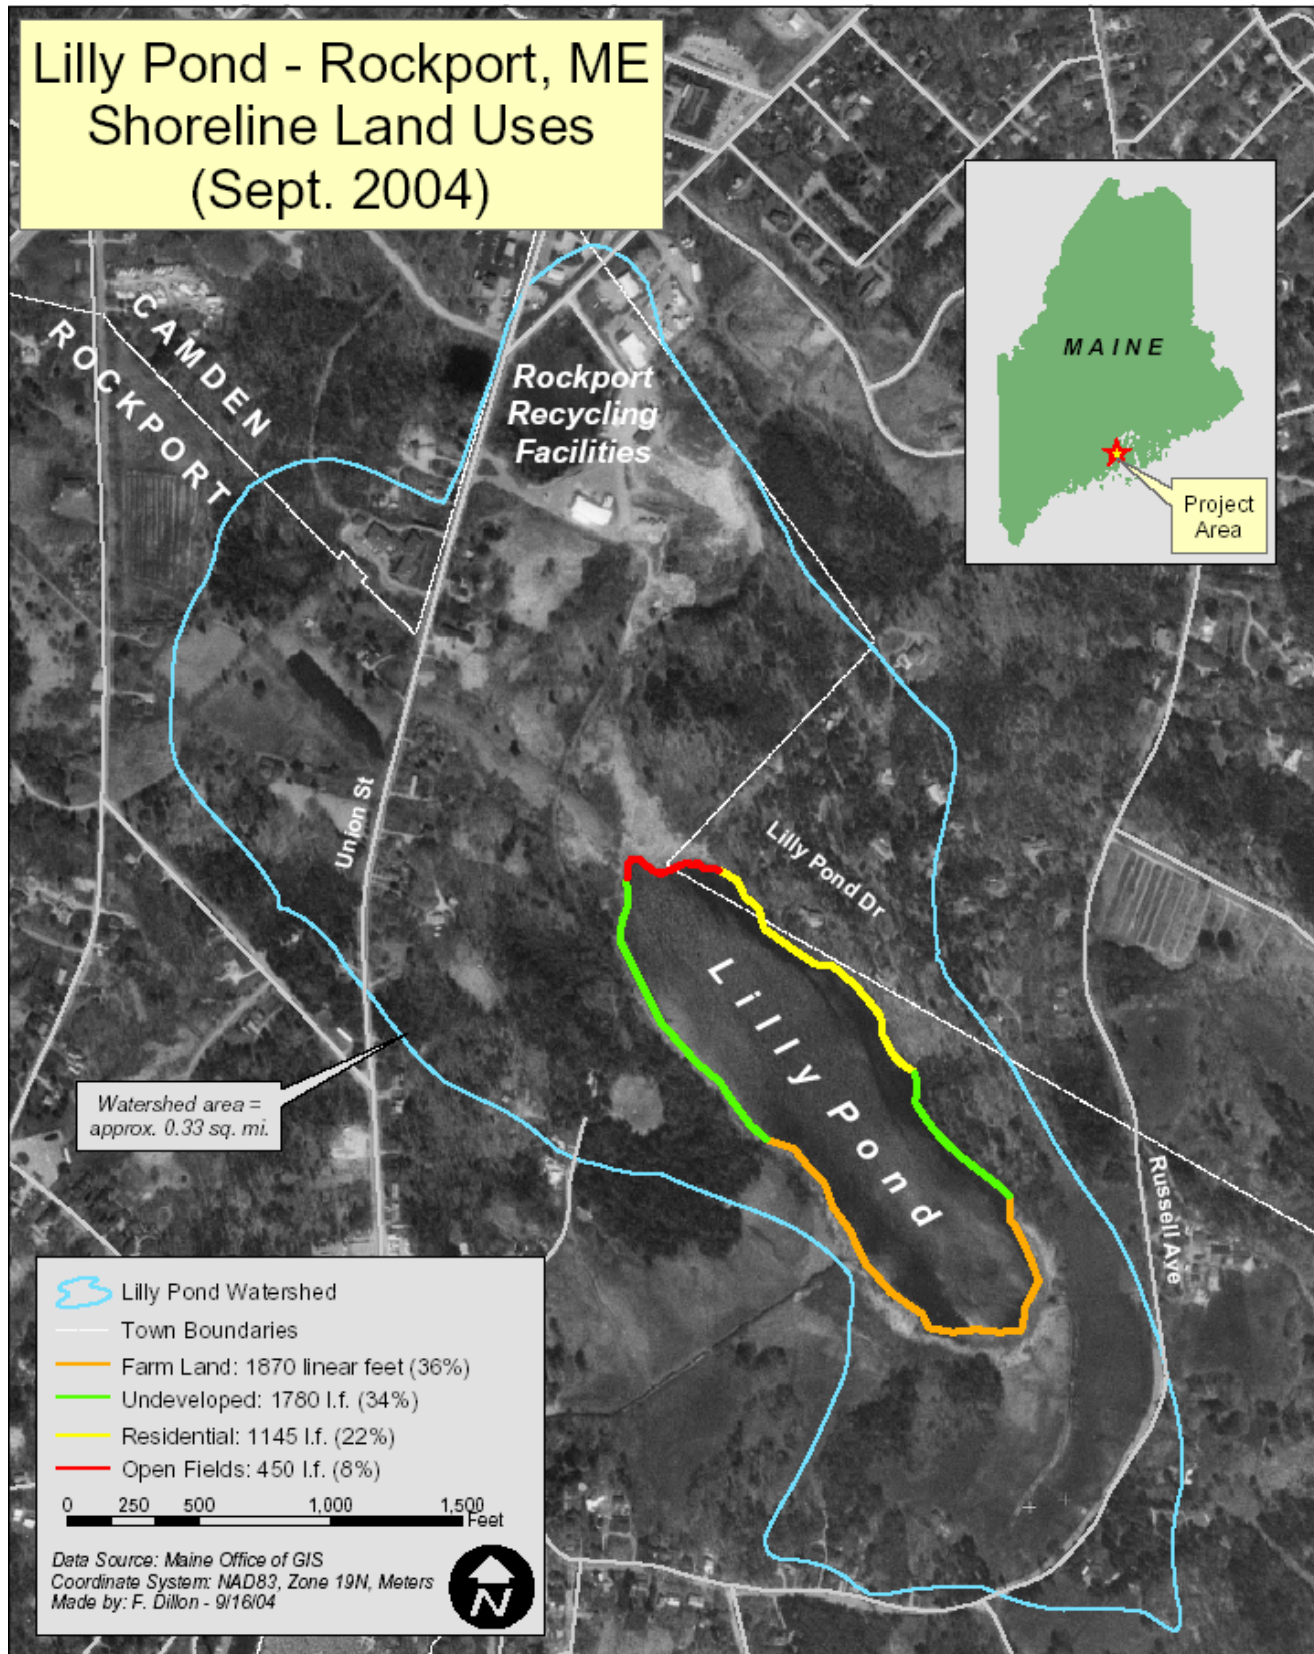 Lilly Pond - Rockport, ME
Shoreline Land Uses
(Sept. 2004)
CAMDEN
ROCKPORT
Rockport
Recycling
Facilities
MAINE
Project
Area
Union St
Lilly Pond Dr
Lilly Pond
Watershed area =
approx. 0.33 sq. mi.
Russell Ave
Lilly Pond Watershed
Town Boundaries
Farm Land: 1870 linear feet (36%)
Undeveloped: 1780 l.f. (34%)
Residential: 1145 l.f. (22%)
Open Fields: 450 l.f. (8%)
0 250 500 1,000 1,500
Feet
Data Source: Maine Office of GIS
Coordinate System: NAD83, Zone 19N, Meters
Made by: F. Dillon - 9/16/04
N